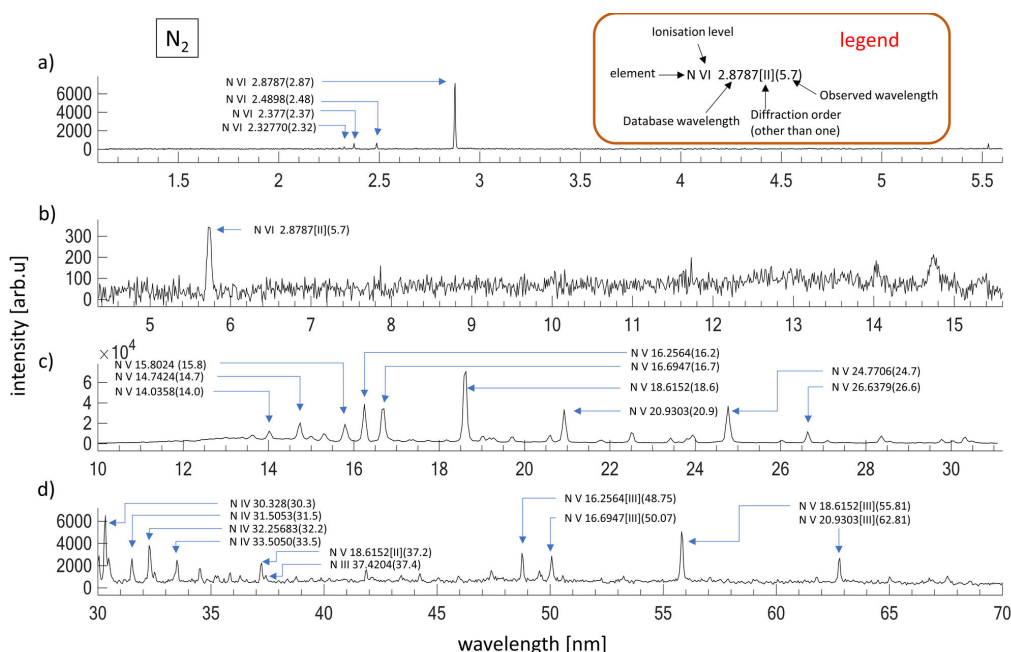 N2
legend
Ionisation level
element
N VI 2.8787[II](5.7)
Observed wavelength
Database wavelength
Diffraction order
(other than one)
a)
N VI 2.8787(2.87)
N VI 2.4898(2.48)
N VI 2.377(2.37)
N VI 2.32770(2.32)
6000
4000
2000
0
1.5 2 2.5 3 3.5 4 4.5 5 5.5
b)
N VI 2.8787[II](5.7)
300
200
100
0
5 6 7 8 9 10 11 12 13 14 15
intensity [arb.u]
c)
×10^4
N V 15.8024 (15.8)
N V 14.7424(14.7)
N V 14.0358(14.0)
N V 16.2564(16.2)
N V 16.6947(16.7)
N V 18.6152(18.6)
N V 20.9303(20.9)
N V 24.7706(24.7)
N V 26.6379(26.6)
6
4
2
0
10 12 14 16 18 20 22 24 26 28 30
d)
N IV 30.328(30.3)
N IV 31.5053(31.5)
N IV 32.25683(32.2)
N IV 33.5050(33.5)
N V 18.6152[II](37.2)
N III 37.4204(37.4)
N V 16.2564[III](48.75)
N V 16.6947[III](50.07)
N V 18.6152[III](55.81)
N V 20.9303[III](62.81)
6000
4000
2000
0
30 35 40 45 50 55 60 65 70
wavelength [nm]